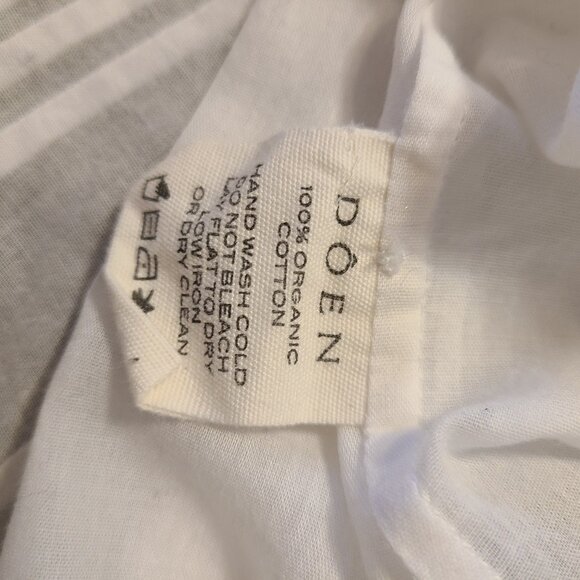 DÔEN
100% ORGANIC
COTTON
HAND WASH COLD
DO NOT BLEACH
LAY FLAT TO DRY
LOW IRON
OR DRY CLEAN